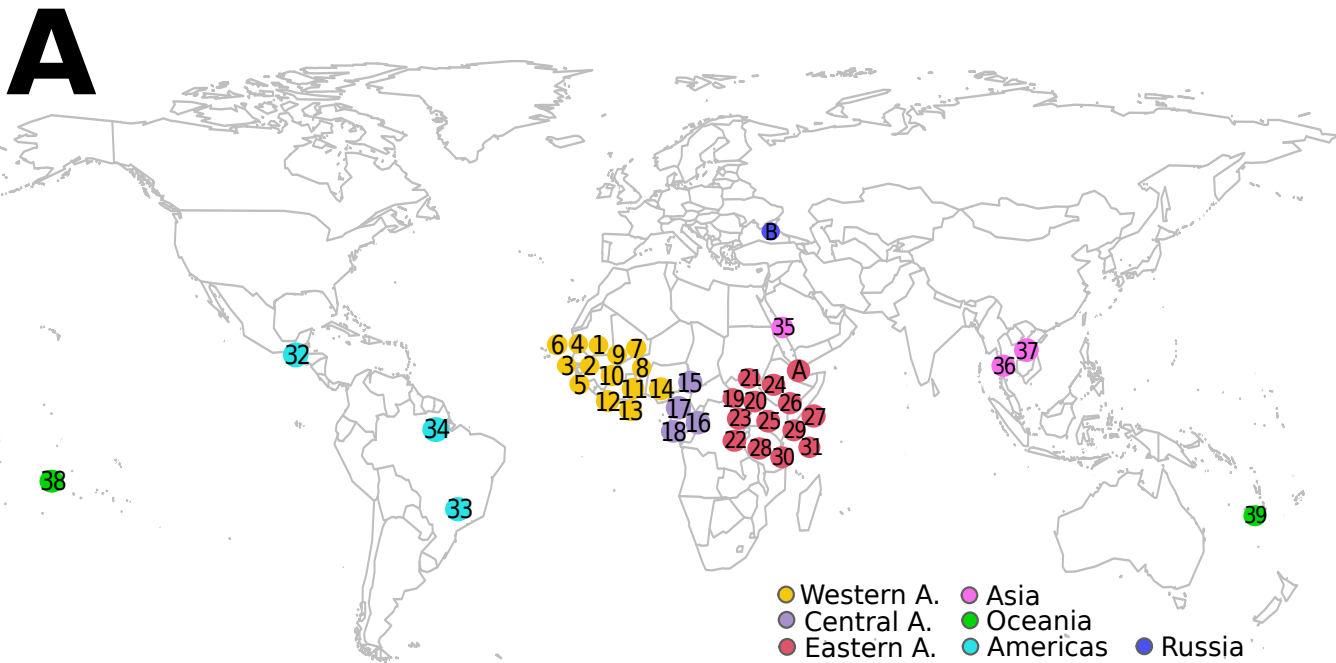 A
B
35
6 4 1 9 7
37
32
3 2 8
36
A
5 10 11 14 15 21 24
12 13 17 19 20 26
34
18 16 23 25 27
22 29
28 30 31
38
33
39
Western A. Asia
Central A. Oceania
Eastern A. Americas Russia